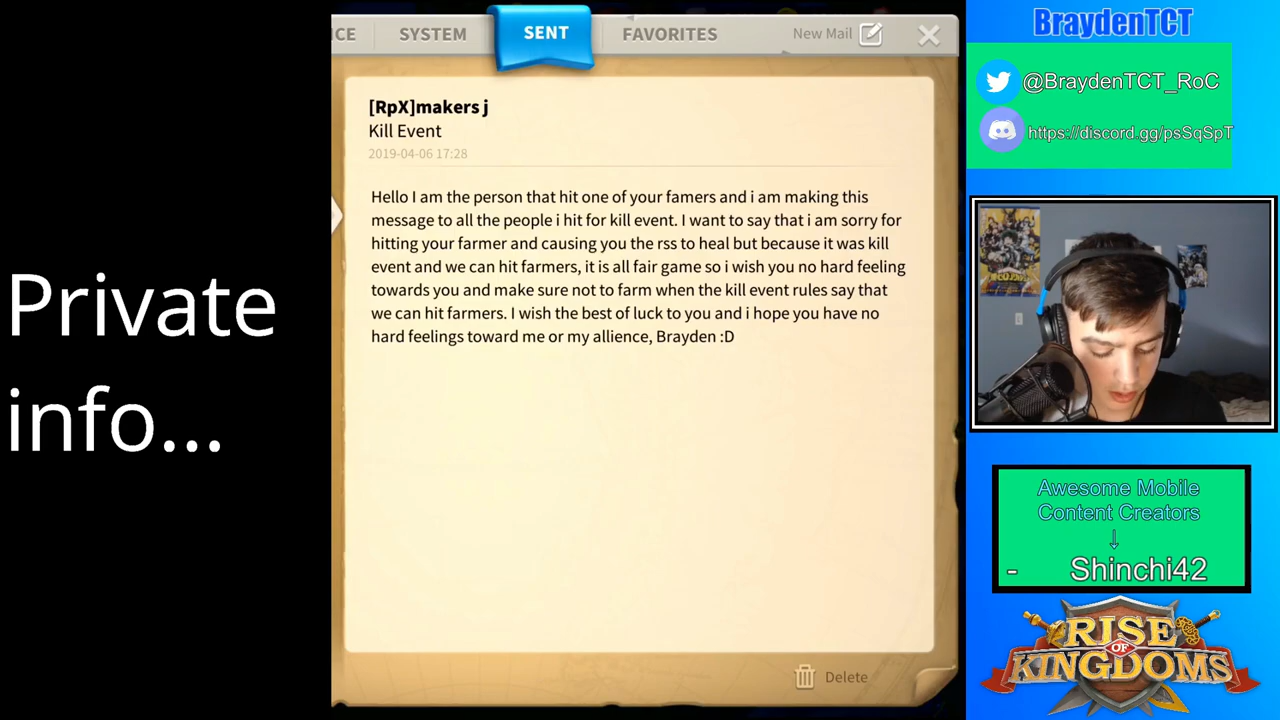 Private
info...
ICE
SYSTEM
SENT
FAVORITES
New Mail
[RpX]makers j
Kill Event
2019-04-06 17:28
Hello I am the person that hit one of your famers and i am making this
message to all the people i hit for kill event. I want to say that i am sorry for
hitting your farmer and causing you the rss to heal but because it was kill
event and we can hit farmers, it is all fair game so i wish you no hard feeling
towards you and make sure not to farm when the kill event rules say that
we can hit farmers. I wish the best of luck to you and i hope you have no
hard feelings toward me or my allience, Brayden :D
Delete
BraydenTCT
@BraydenTCT_RoC
https://discord.gg/psSqSpT
Awesome Mobile
Content Creators
↓
- Shinchi42
RISE
OF
KINGDOMS